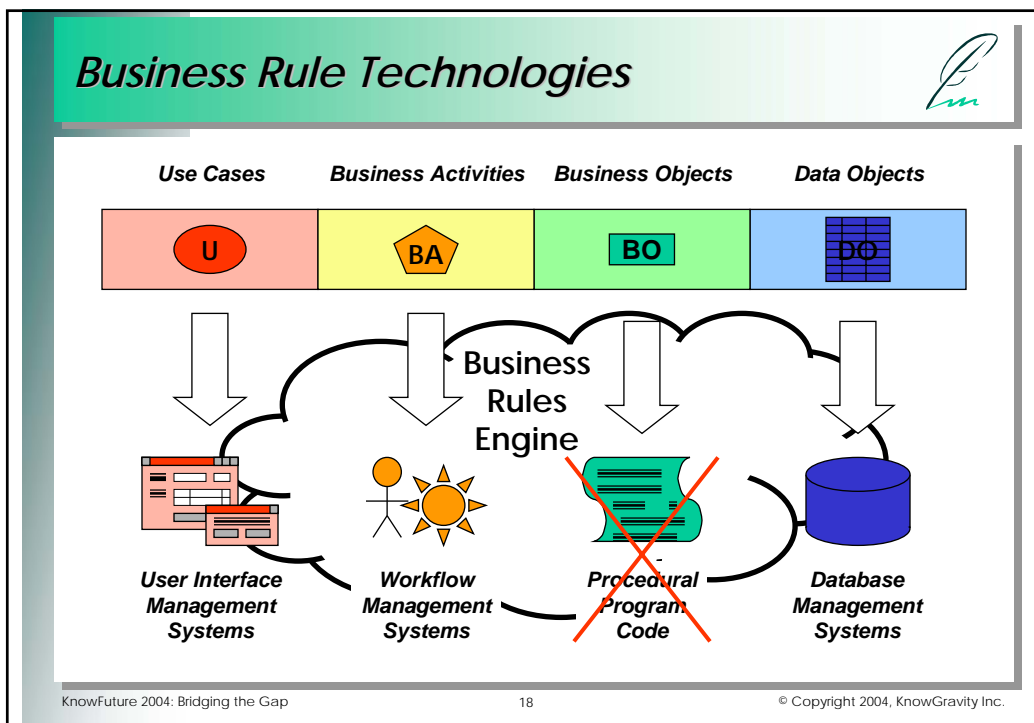 Business Rule Technologies
Use Cases
Business Activities
Business Objects
Data Objects
U
BA
BO
DO
Business
Rules
Engine
User Interface
Management
Systems
Workflow
Management
Systems
Procedural
Program
Code
Database
Management
Systems
KnowFuture 2004: Bridging the Gap
18
© Copyright 2004, KnowGravity Inc.